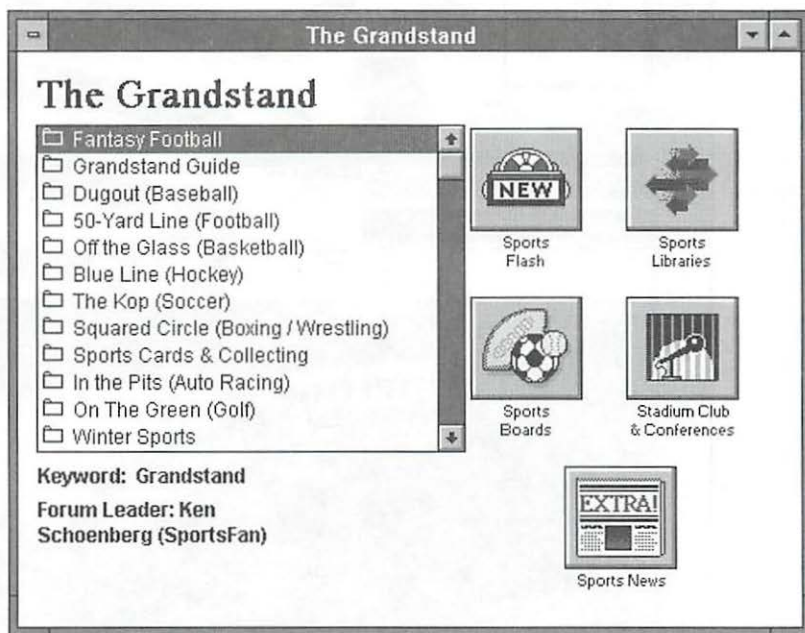 The Grandstand
The Grandstand
Fantasy Football
Grandstand Guide
Dugout (Baseball)
50-Yard Line (Football)
Off the Glass (Basketball)
Blue Line (Hockey)
The Kop (Soccer)
Squared Circle (Boxing / Wrestling)
Sports Cards & Collecting
In the Pits (Auto Racing)
On The Green (Golf)
Winter Sports
Keyword: Grandstand
Forum Leader: Ken
Schoenberg (SportsFan)
NEW
Sports
Flash
Sports
Libraries
Sports
Boards
Stadium Club
& Conferences
EXTRA!
Sports News